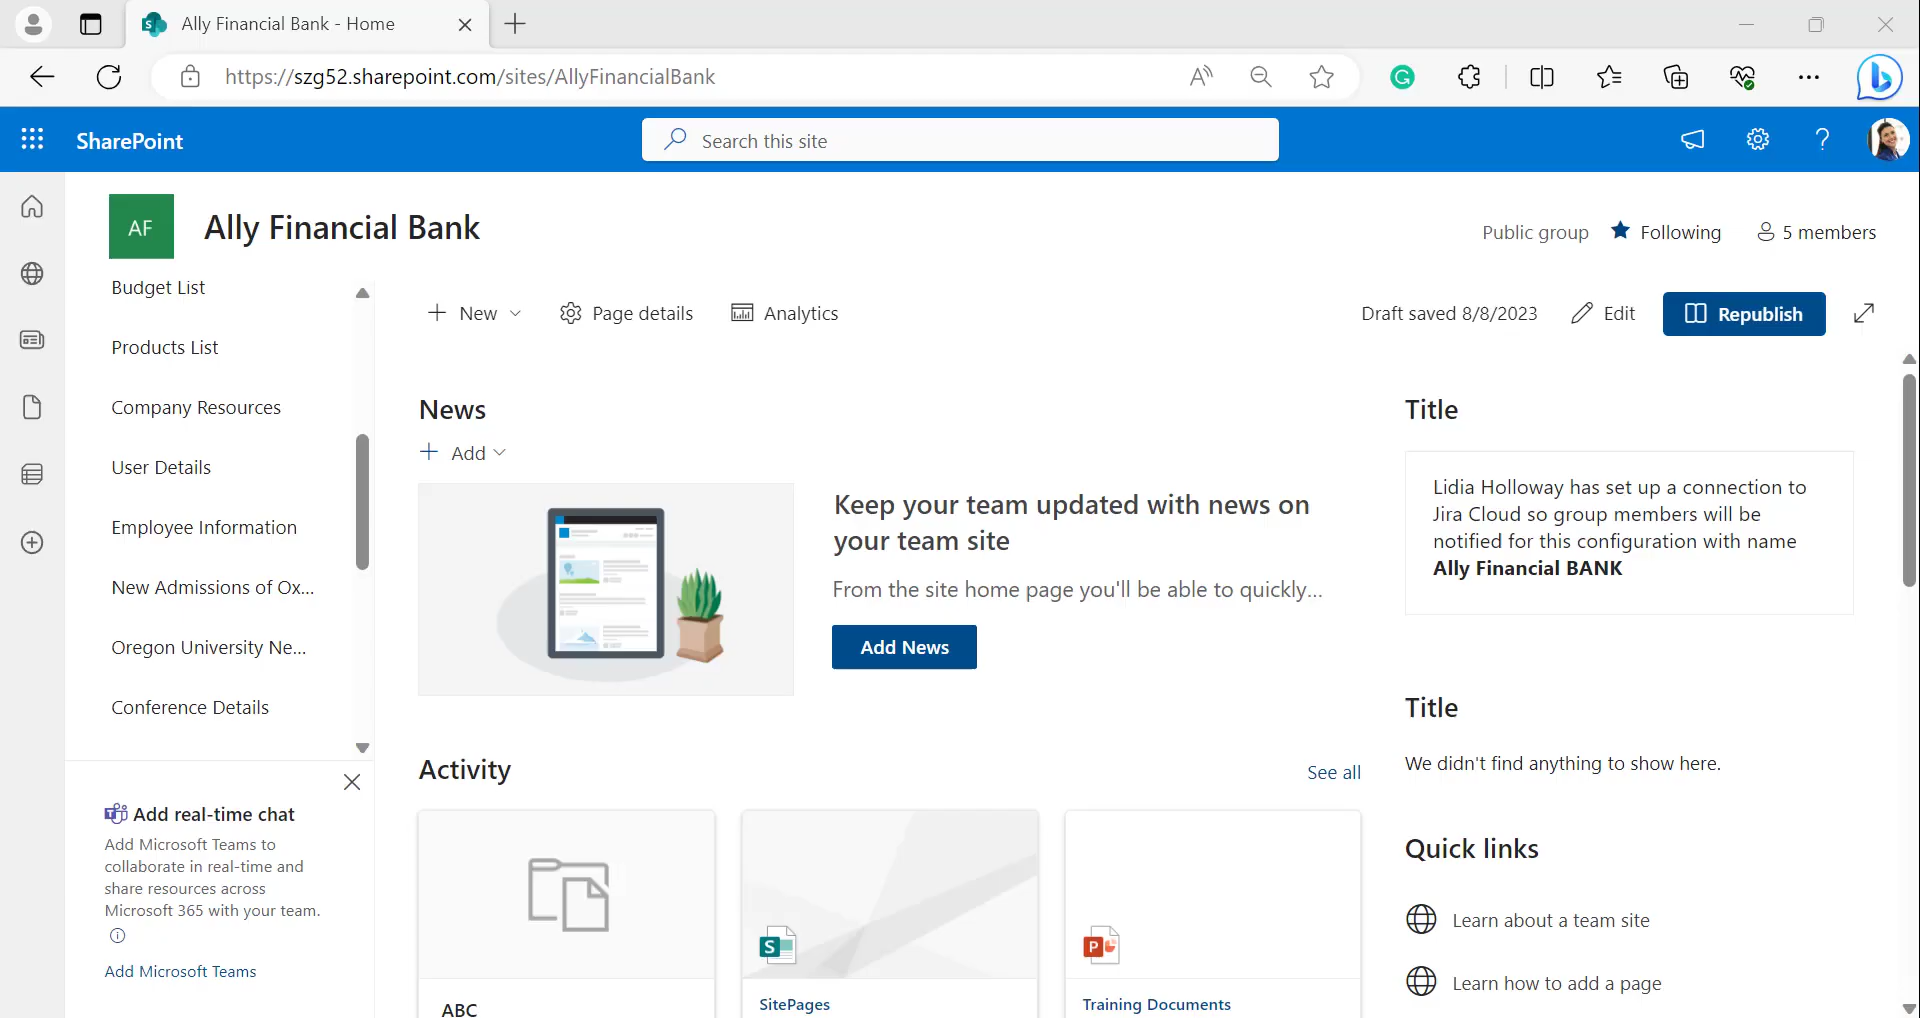 Ally Financial Bank - Home
https://szg52.sharepoint.com/sites/AllyFinancialBank
SharePoint
Search this site
AF
Ally Financial Bank
Public group
Following
5 members
Budget List
Products List
Company Resources
User Details
Employee Information
New Admissions of Ox...
Oregon University Ne...
Conference Details
Add real-time chat
Add Microsoft Teams to
collaborate in real-time and
share resources across
Microsoft 365 with your team.
Add Microsoft Teams
New
Page details
Analytics
Draft saved 8/8/2023
Edit
Republish
News
Add
Keep your team updated with news on
your team site
From the site home page you'll be able to quickly...
Add News
Activity
See all
ABC
SitePages
Training Documents
Title
Lidia Holloway has set up a connection to
Jira Cloud so group members will be
notified for this configuration with name
Ally Financial BANK
Title
We didn't find anything to show here.
Quick links
Learn about a team site
Learn how to add a page